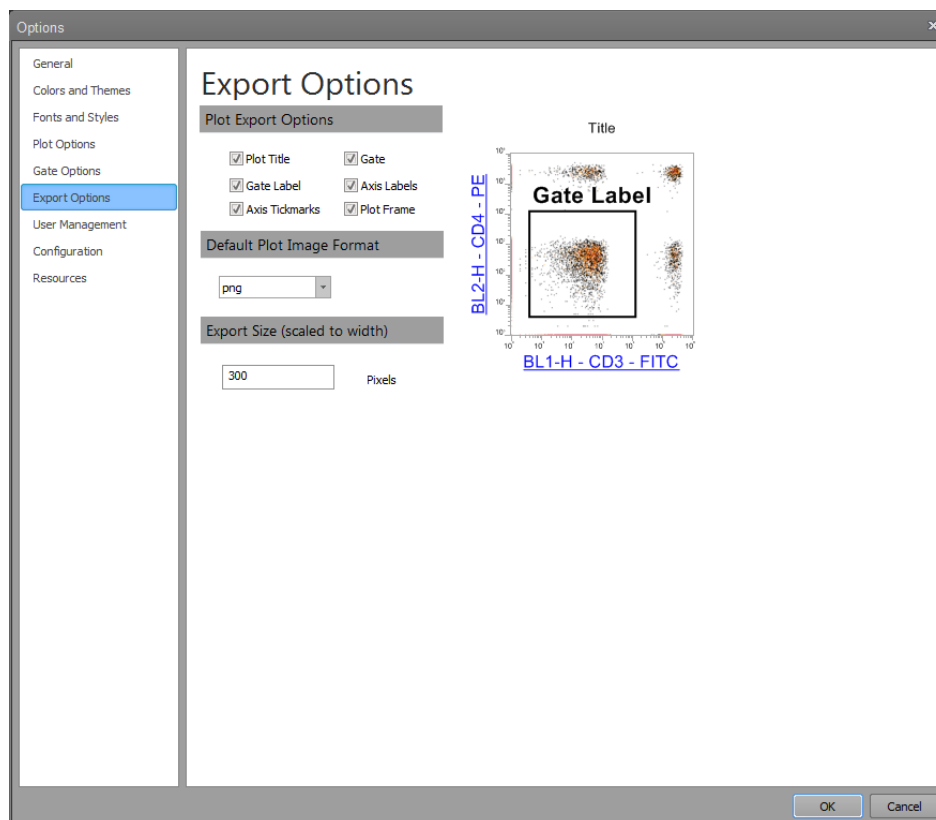 Options
General
Colors and Themes
Fonts and Styles
Plot Options
Gate Options
Export Options
User Management
Configuration
Resources
Export Options
Plot Export Options
Plot Title
Gate
Gate Label
Axis Labels
Axis Tickmarks
Plot Frame
Default Plot Image Format
png
Export Size (scaled to width)
300
Pixels
Title
Gate Label
BL2-H - CD4 - PE
BL1-H - CD3 - FITC
OK
Cancel